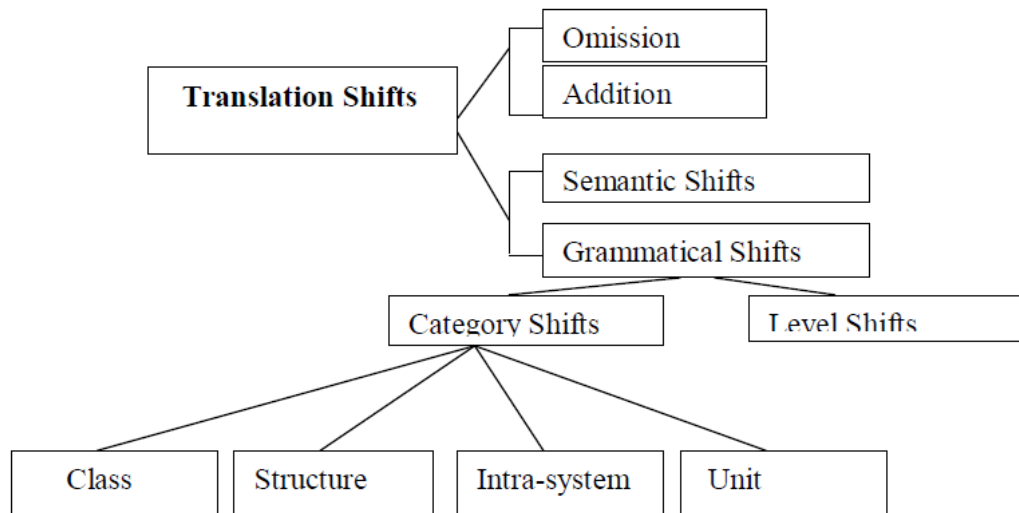 Omission
Translation Shifts
Addition
Semantic Shifts
Grammatical Shifts
Category Shifts
Level Shifts
Class
Structure
Intra-system
Unit